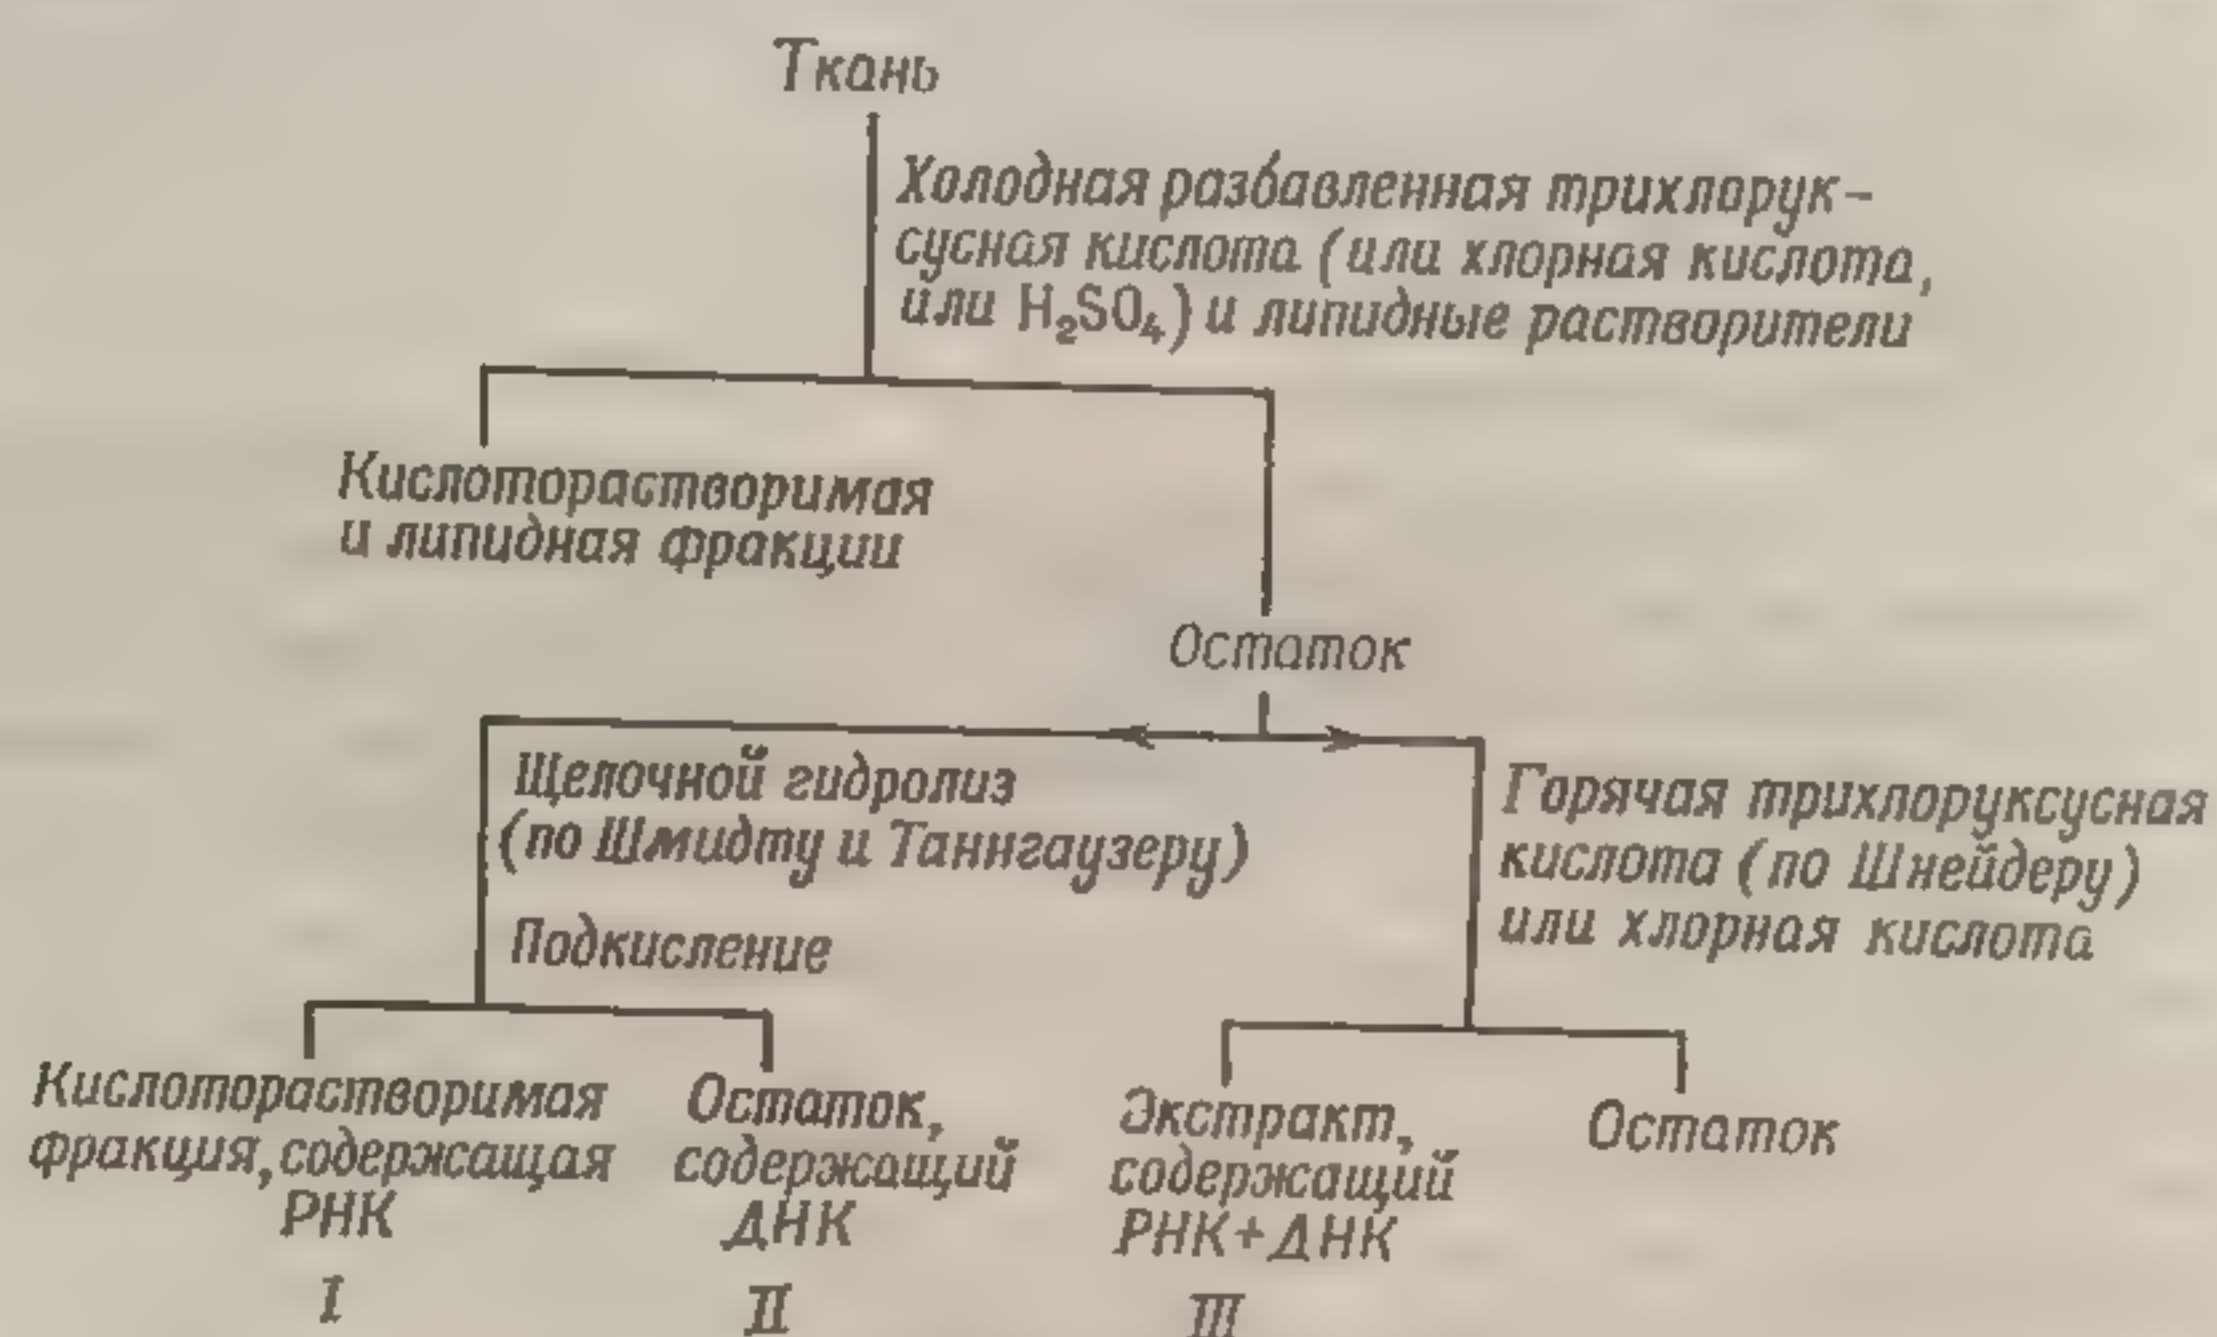 Ткань
Холодная разбавленная трихлорук-
сусная кислота (или хлорная кислота,
или H₂SO₄) и липидные растворители
Кислоторастворимая
и липидная фракции
Остаток
Щелочной гидролиз
(по Шмидту и Таннгаузеру)
Подкисление
Горячая трихлоруксусная
кислота (по Шнейдеру)
или хлорная кислота
Кислоторастворимая
фракция, содержащая
РНК
I
Остаток,
содержащий
ДНК
II
Экстракт,
содержащий
РНК+ДНК
III
Остаток